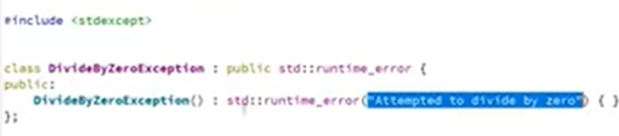 #include <stdexcept>
class DivideByZeroException : public std::runtime_error {
public:
DivideByZeroException() : std::runtime_error("Attempted to divide by zero") { }
};